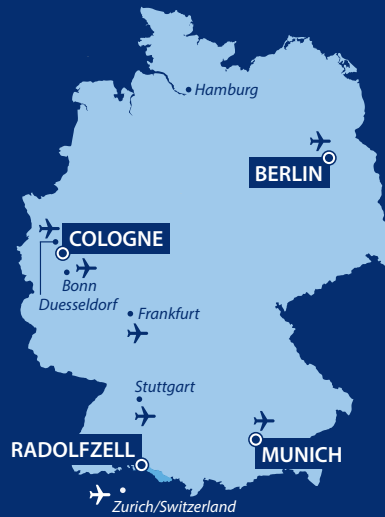 Hamburg
BERLIN
COLOGNE
Bonn
Duesseldorf
Frankfurt
Stuttgart
RADOLFZELL
MUNICH
Zurich/Switzerland